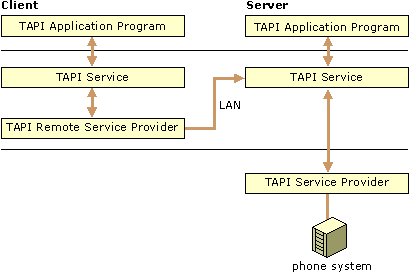 Client
Server
TAPI Application Program
TAPI Application Program
TAPI Service
TAPI Service
LAN
TAPI Remote Service Provider
TAPI Service Provider
phone system